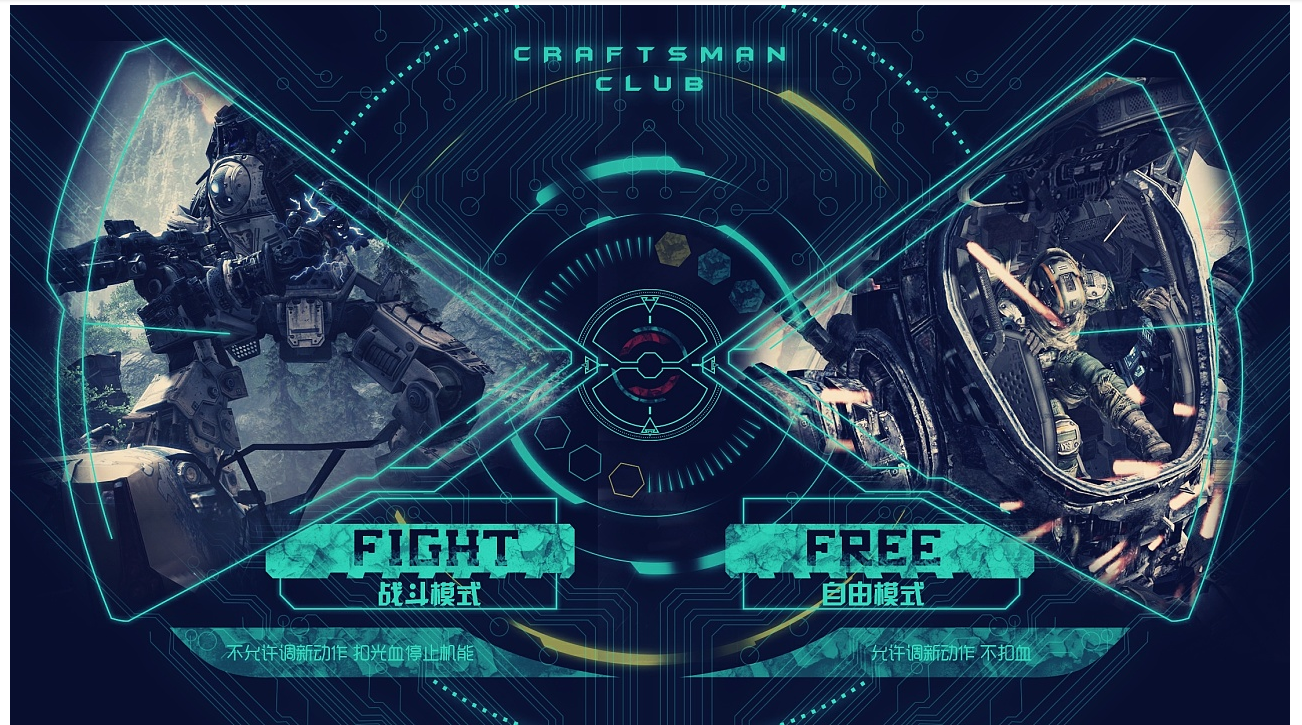 CRAFTSMAN
CLUB
FIGHT
战斗模式
不允许调新动作 扣光血停止机能
FREE
自由模式
允许调新动作 不扣血